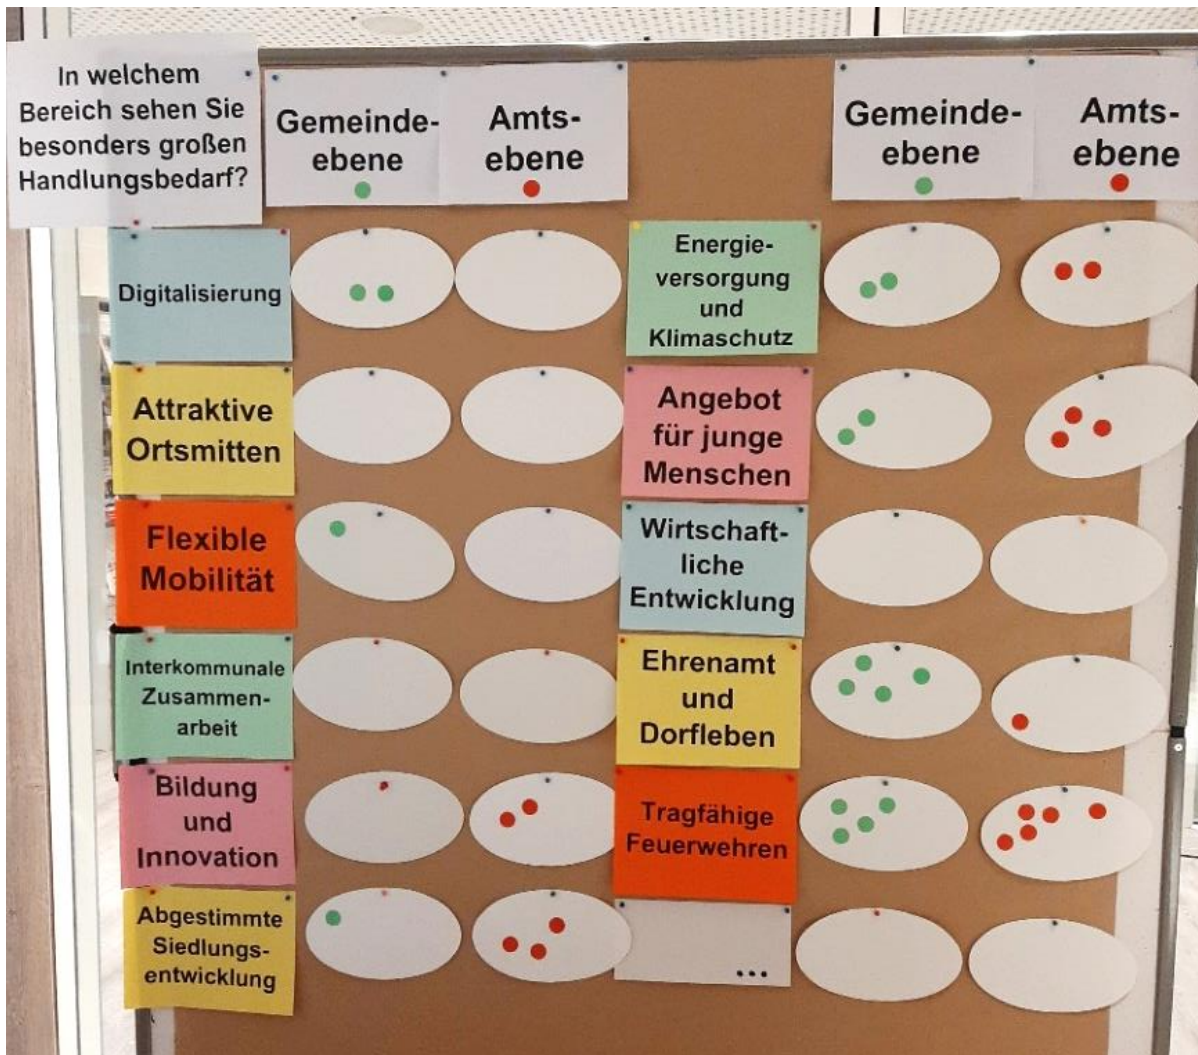 In welchem
Bereich sehen Sie
besonders großen
Handlungsbedarf?
Gemeinde-
ebene
Amts-
ebene
Gemeinde-
ebene
Amts-
ebene
Digitalisierung
Energie-
versorgung
und
Klimaschutz
Attraktive
Ortsmitten
Angebot
für junge
Menschen
Flexible
Mobilität
Wirtschaft-
liche
Entwicklung
Interkommunale
Zusammen-
arbeit
Ehrenamt
und
Dorfleben
Bildung
und
Innovation
Tragfähige
Feuerwehren
Abgestimmte
Siedlungs-
entwicklung
...